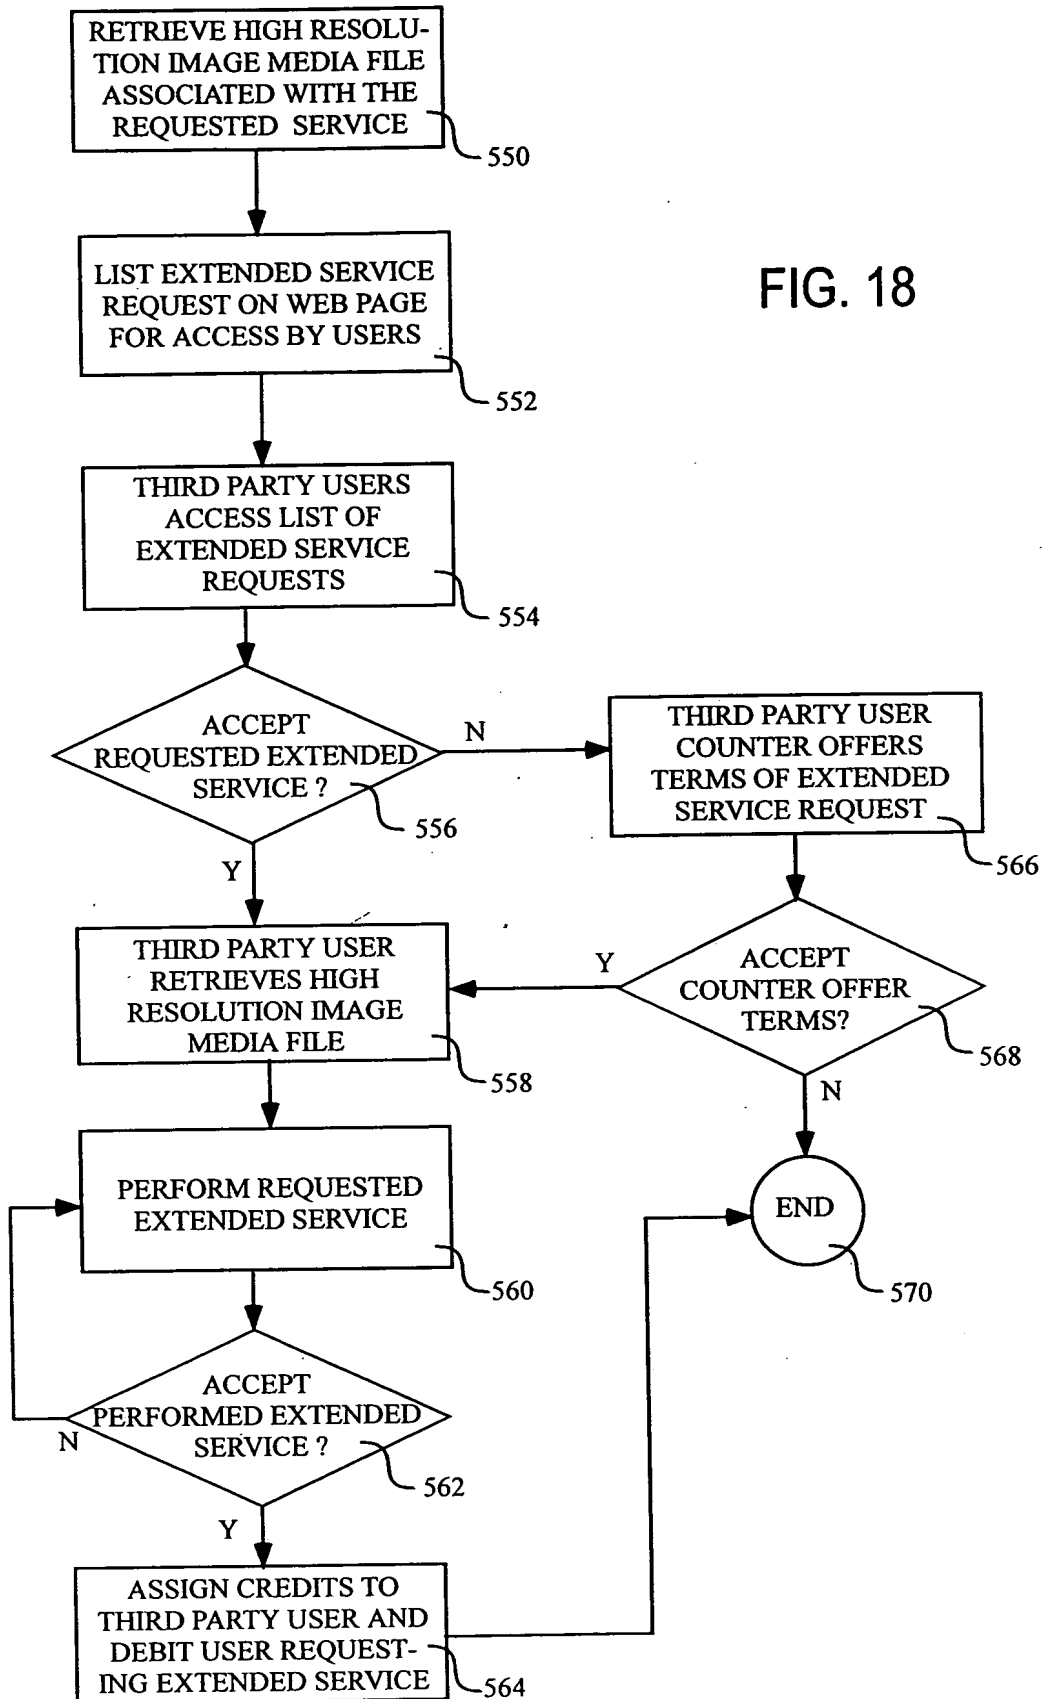 RETRIEVE HIGH RESOLU-
TION IMAGE MEDIA FILE
ASSOCIATED WITH THE
REQUESTED SERVICE
550
LIST EXTENDED SERVICE
REQUEST ON WEB PAGE
FOR ACCESS BY USERS
552
FIG. 18
THIRD PARTY USERS
ACCESS LIST OF
EXTENDED SERVICE
REQUESTS
554
ACCEPT
REQUESTED EXTENDED
SERVICE ?
556
N
Y
THIRD PARTY USER
COUNTER OFFERS
TERMS OF EXTENDED
SERVICE REQUEST
566
THIRD PARTY USER
RETRIEVES HIGH
RESOLUTION IMAGE
MEDIA FILE
558
Y
ACCEPT
COUNTER OFFER
TERMS?
568
N
PERFORM REQUESTED
EXTENDED SERVICE
560
END
570
ACCEPT
PERFORMED EXTENDED
SERVICE ?
562
N
Y
ASSIGN CREDITS TO
THIRD PARTY USER AND
DEBIT USER REQUEST-
ING EXTENDED SERVICE
564